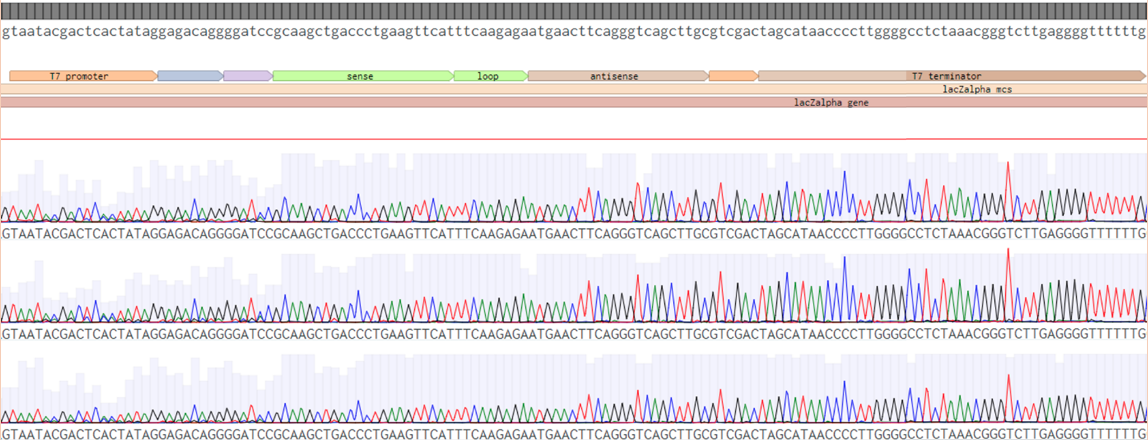 gtaatacgactcactataggagacaggggatccgcaagctgaccctgaagttcatttcaagagaatgaacttcagggtcagcttgcgtcgactagcataaccccttggggcctctaaacgggtcttgaggggttttttg
T7 promoter sense loop antisense T7 terminator
lacZalpha mcs
lacZalpha gene
GTAATACGACTCACTATAGGAGACAGGGGATCCGCAAGCTGACCCTGAAGTTCATTTCAAGAGAATGAACTTCAGGGTCAGCTTGCGTCGACTAGCATAACCCCTTGGGGCCTCTAAACGGGTCTTGAGGGGTTTTTTG
GTAATACGACTCACTATAGGAGACAGGGGATCCGCAAGCTGACCCTGAAGTTCATTTCAAGAGAATGAACTTCAGGGTCAGCTTGCGTCGACTAGCATAACCCCTTGGGGCCTCTAAACGGGTCTTGAGGGGTTTTTTG
GTAATACGACTCACTATAGGAGACAGGGGATCCGCAAGCTGACCCTGAAGTTCATTTCAAGAGAATGAACTTCAGGGTCAGCTTGCGTCGACTAGCATAACCCCTTGGGGCCTCTAAACGGGTCTTGAGGGGTTTTTTG